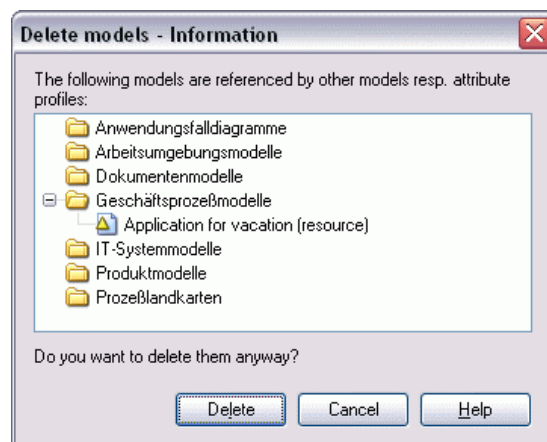 Delete models - Information
The following models are referenced by other models resp. attribute
profiles:
Anwendungsfalldiagramme
Arbeitsumgebungsmodelle
Dokumentenmodelle
Geschäftsprozeßmodelle
Application for vacation (resource)
IT-Systemmodelle
Produktmodelle
Prozeßlandkarten
Do you want to delete them anyway?
Delete Cancel Help